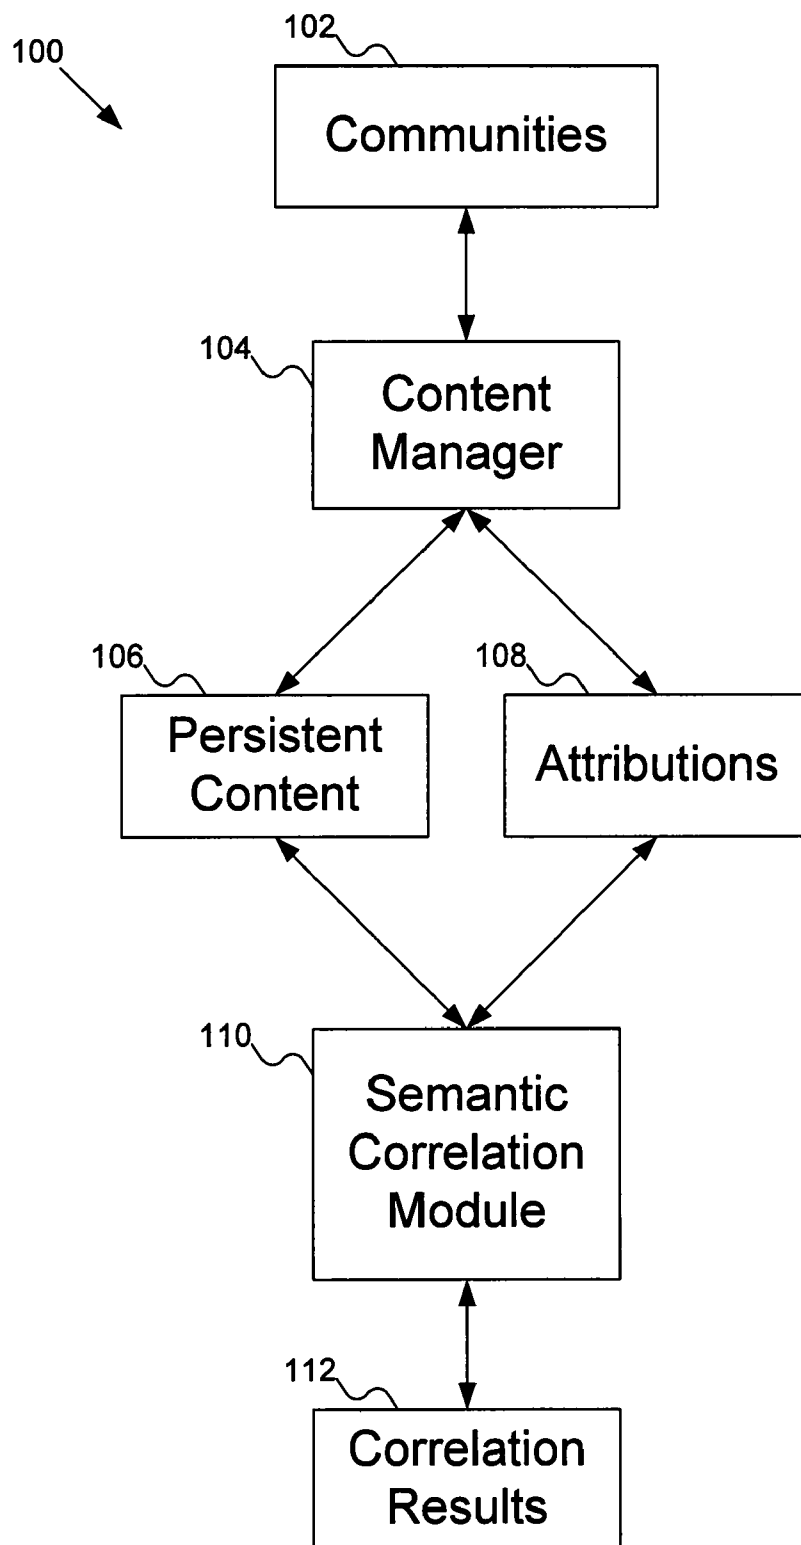 100
102
Communities
104
Content
Manager
106
Persistent
Content
108
Attributions
110
Semantic
Correlation
Module
112
Correlation
Results